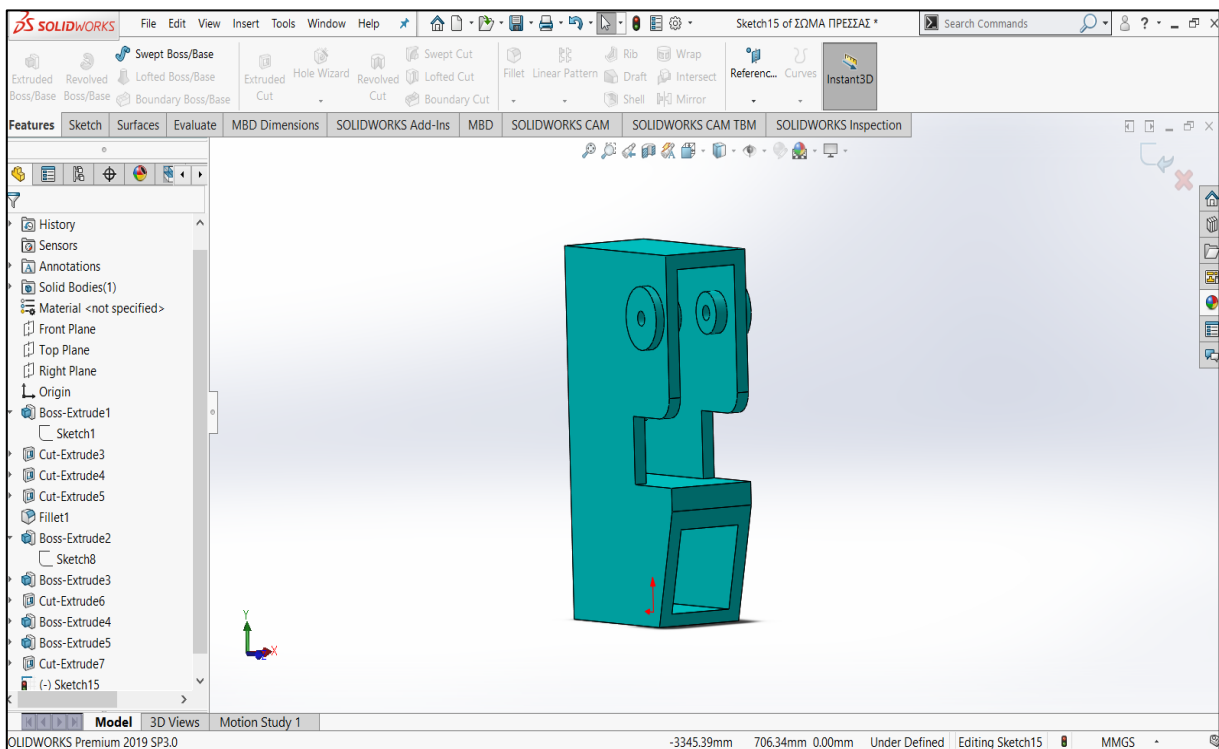 SOLIDWORKS File Edit View Insert Tools Window Help Sketch15 of ΣΩΜΑ ΠΡΕΣΣΑΣ * Search Commands ?
Extruded Boss/Base Revolved Boss/Base Swept Boss/Base Lofted Boss/Base Boundary Boss/Base Extruded Cut Hole Wizard Revolved Cut Swept Cut Lofted Cut Boundary Cut Fillet Linear Pattern Rib Draft Shell Wrap Intersect Mirror Referenc... Curves Instant3D
Features Sketch Surfaces Evaluate MBD Dimensions SOLIDWORKS Add-Ins MBD SOLIDWORKS CAM SOLIDWORKS CAM TBM SOLIDWORKS Inspection
History
Sensors
Annotations
Solid Bodies(1)
Material <not specified>
Front Plane
Top Plane
Right Plane
Origin
Boss-Extrude1
Sketch1
Cut-Extrude3
Cut-Extrude4
Cut-Extrude5
Fillet1
Boss-Extrude2
Sketch8
Boss-Extrude3
Cut-Extrude6
Boss-Extrude4
Boss-Extrude5
Cut-Extrude7
(-) Sketch15
Y
X
Model 3D Views Motion Study 1
OLIDWORKS Premium 2019 SP3.0 -3345.39mm 706.34mm 0.00mm Under Defined Editing Sketch15 MMGS